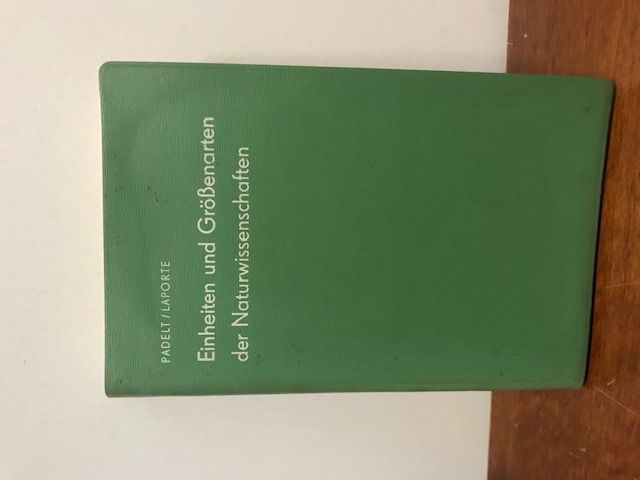 PADELT / LAPORTE
Einheiten und Größenarten
der Naturwissenschaften